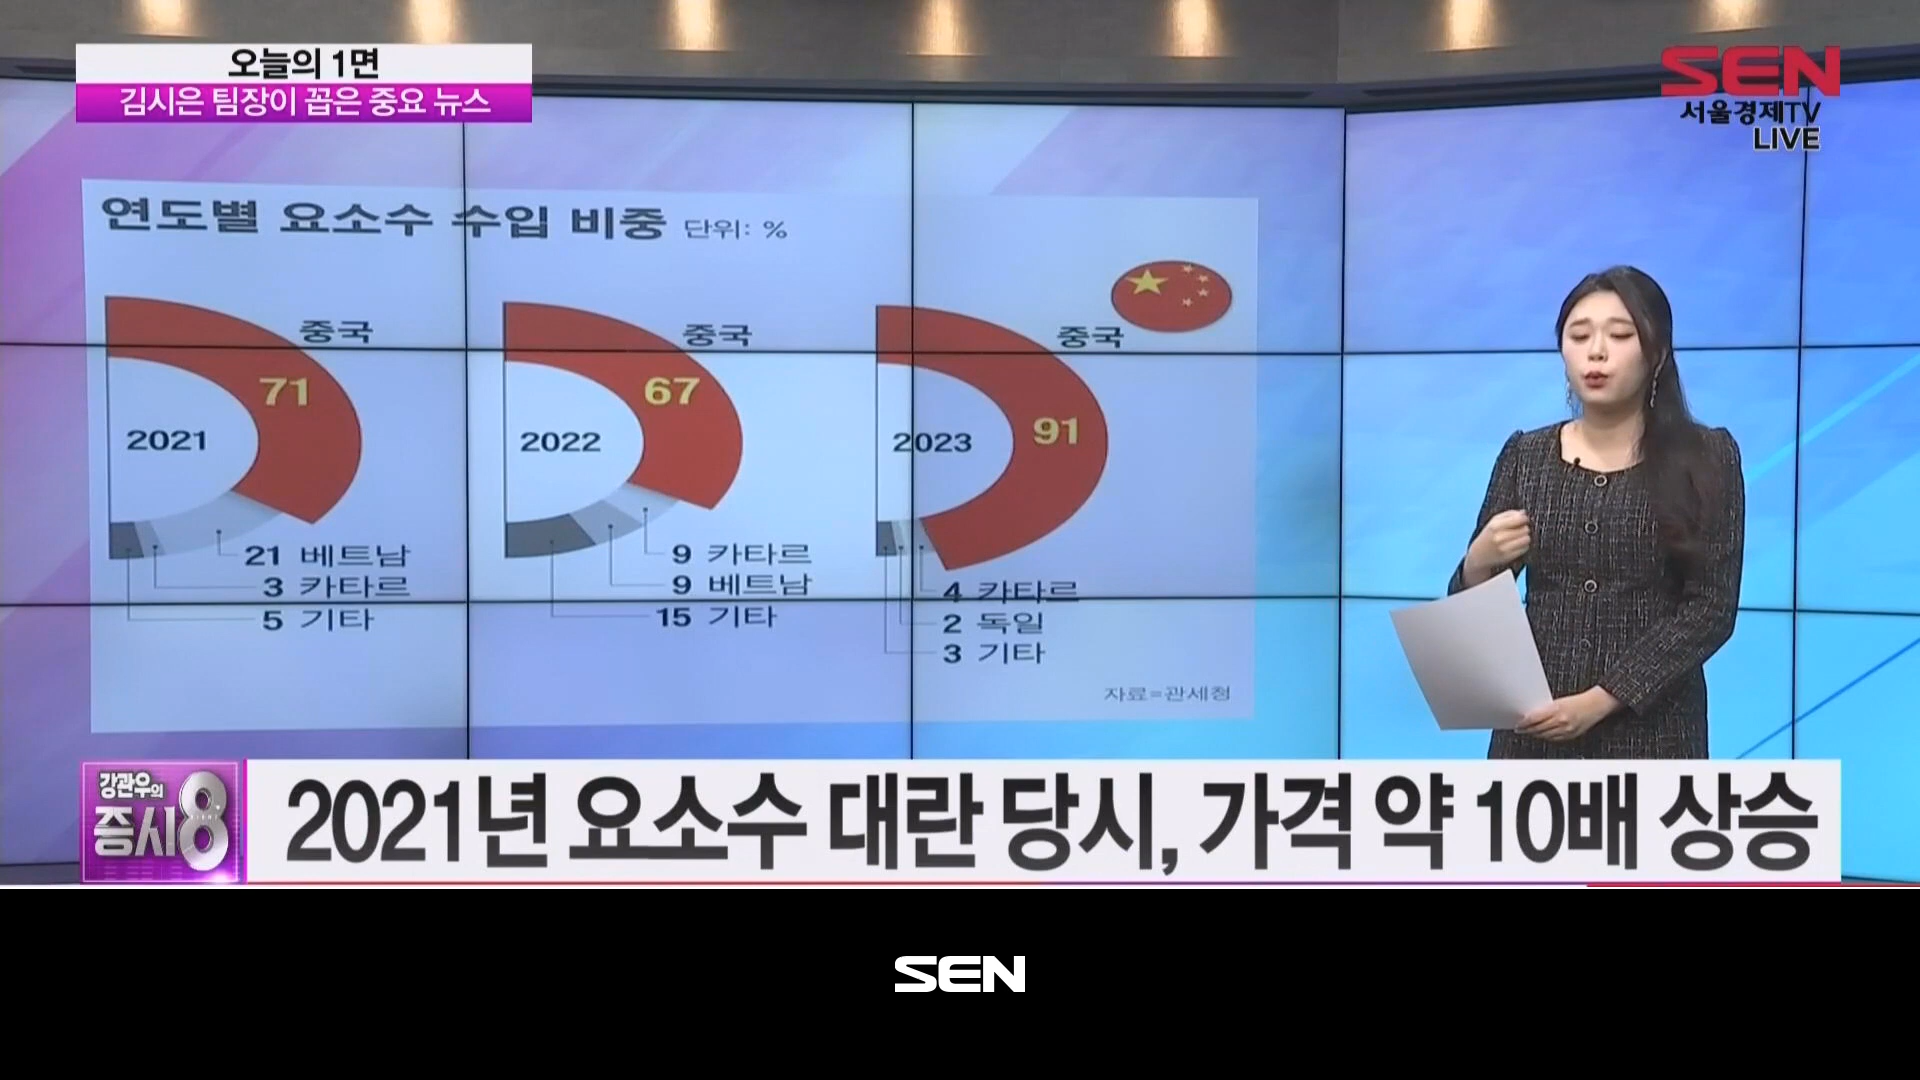 오늘의 1면
김시은 팀장이 꼽은 중요 뉴스
SEN
서울경제TV
LIVE
연도별 요소수 수입 비중 단위: %
중국
71
2021
21 베트남
3 카타르
5 기타
중국
67
2022
9 카타르
9 베트남
15 기타
중국
91
2023
4 카타르
2 독일
3 기타
자료=관세청
강관우의
증시8
2021년 요소수 대란 당시, 가격 약 10배 상승
SEN